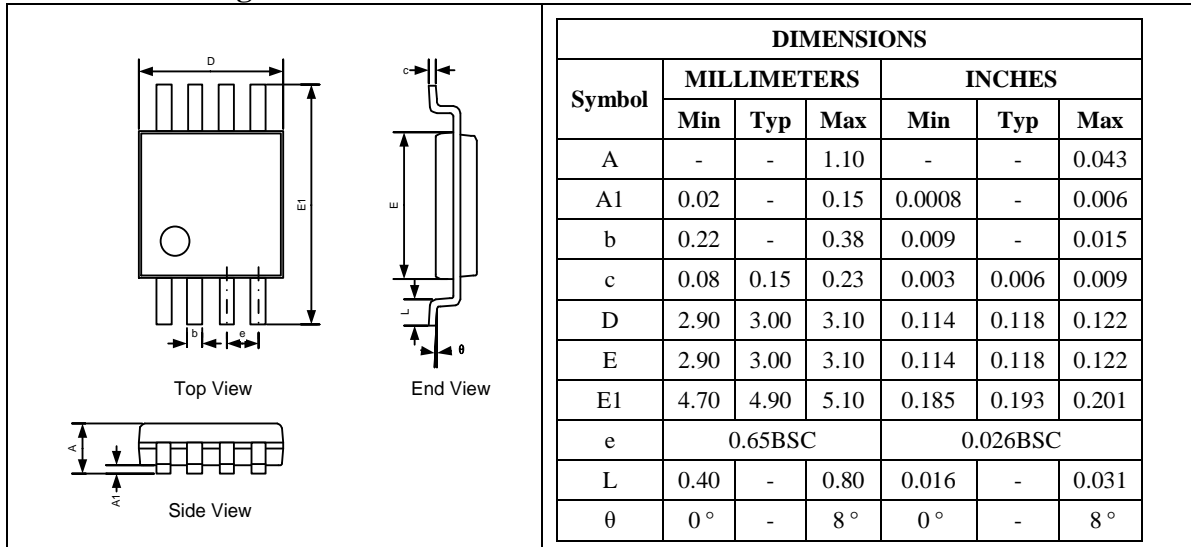 D
E1
b
e
Top View
c
E
L
θ
End View
A
A1
Side View
DIMENSIONS
Symbol MILLIMETERS INCHES
Min Typ Max Min Typ Max
A - - 1.10 - - 0.043
A1 0.02 - 0.15 0.0008 - 0.006
b 0.22 - 0.38 0.009 - 0.015
c 0.08 0.15 0.23 0.003 0.006 0.009
D 2.90 3.00 3.10 0.114 0.118 0.122
E 2.90 3.00 3.10 0.114 0.118 0.122
E1 4.70 4.90 5.10 0.185 0.193 0.201
e 0.65BSC 0.026BSC
L 0.40 - 0.80 0.016 - 0.031
θ 0 ° - 8 ° 0 ° - 8 °